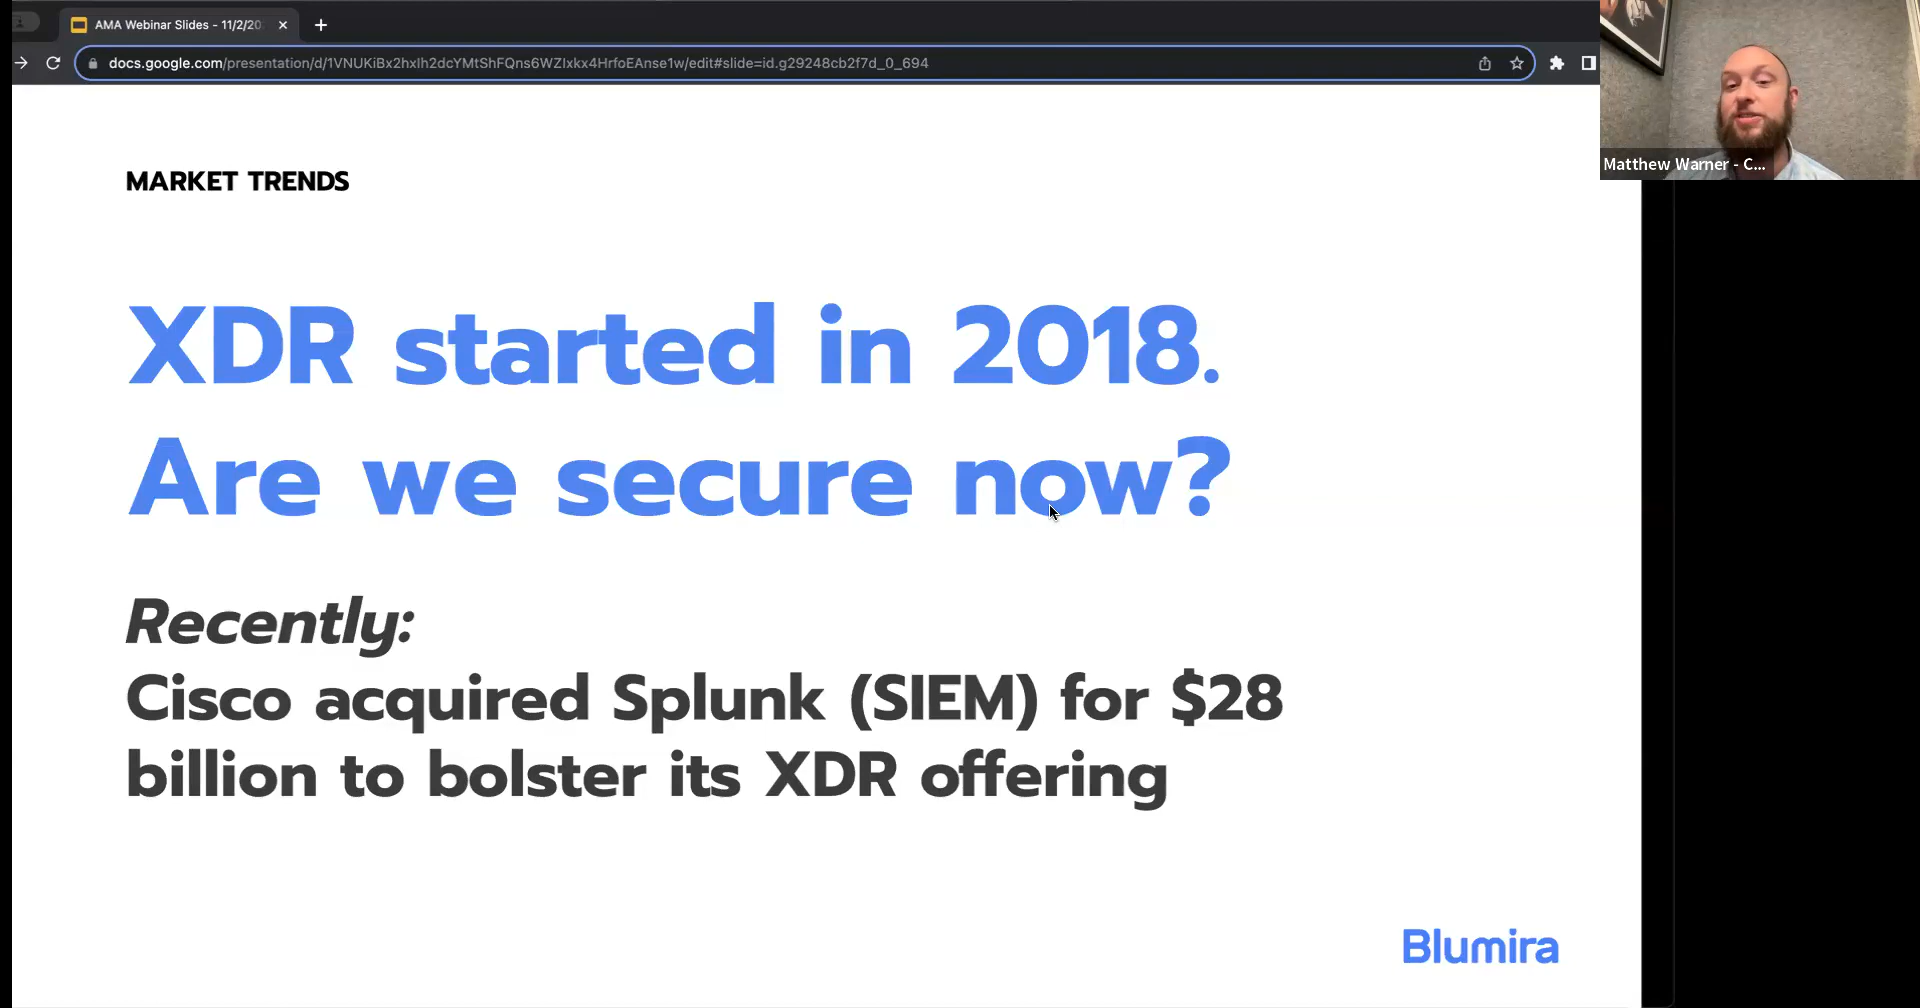 AMA Webinar Slides - 11/2/20
docs.google.com/presentation/d/1VNUKiBx2hxIh2dcYMtShFQns6WZIxkx4HrfoEAnse1w/edit#slide=id.g29248cb2f7d_0_694
Matthew Warner - C...
MARKET TRENDS
XDR started in 2018.
Are we secure now?
Recently:
Cisco acquired Splunk (SIEM) for $28
billion to bolster its XDR offering
Blumira